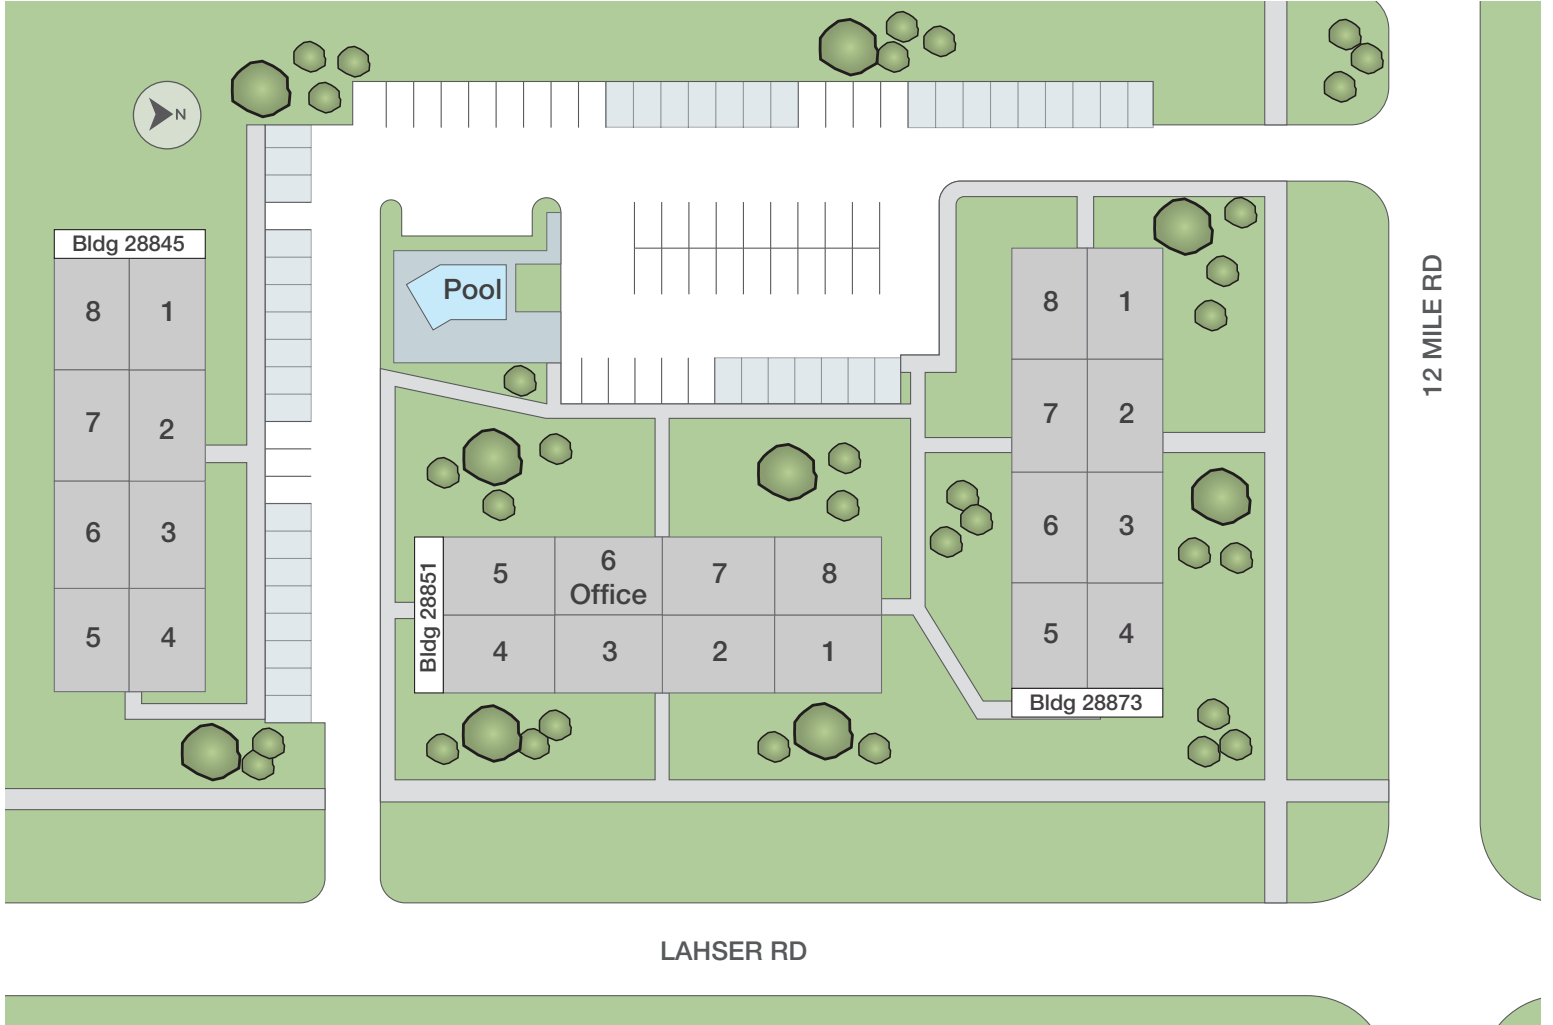 N
Bldg 28845
8 1
7 2
6 3
5 4
Pool
Bldg 28851
5 6 7 8
Office
4 3 2 1
8 1
7 2
6 3
5 4
Bldg 28873
12 MILE RD
LAHSER RD